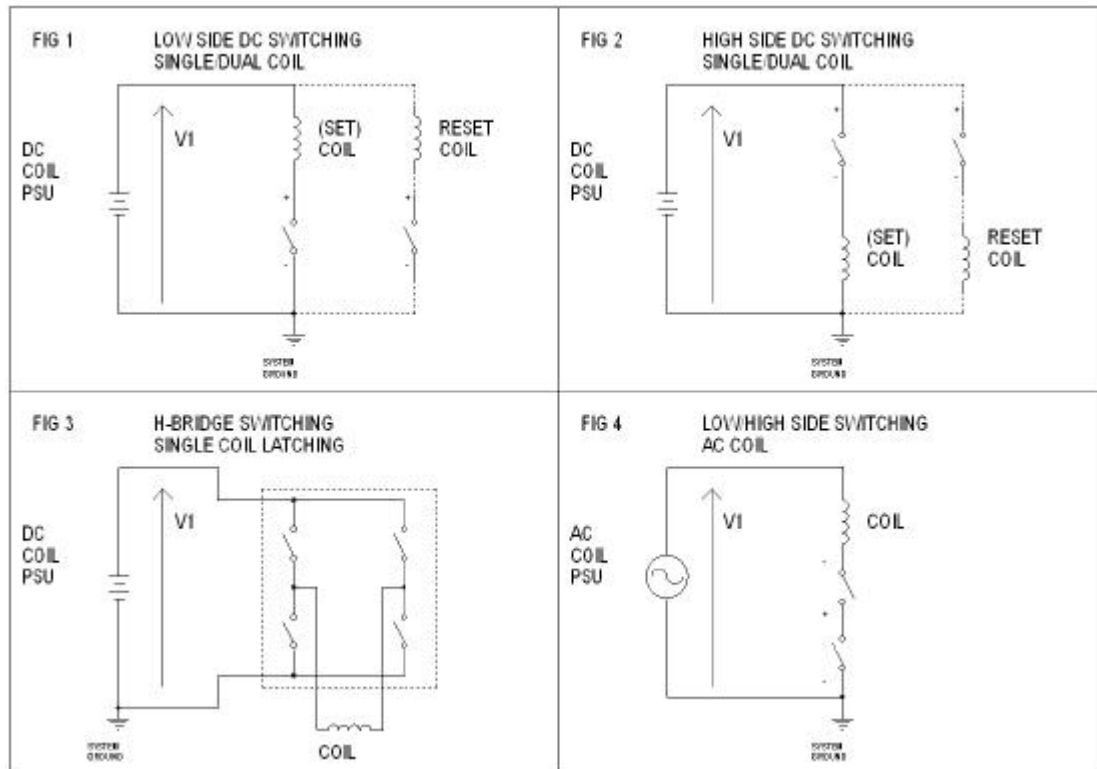 FIG 1
LOW SIDE DC SWITCHING
SINGLE/DUAL COIL
DC
COIL
PSU
V1
(SET)
COIL
RESET
COIL
+
-
+
-
SYSTEM
GROUND
FIG 2
HIGH SIDE DC SWITCHING
SINGLE/DUAL COIL
DC
COIL
PSU
V1
+
-
+
-
(SET)
COIL
RESET
COIL
SYSTEM
GROUND
FIG 3
H-BRIDGE SWITCHING
SINGLE COIL LATCHING
DC
COIL
PSU
V1
COIL
SYSTEM
GROUND
FIG 4
LOW/HIGH SIDE SWITCHING
AC COIL
AC
COIL
PSU
V1
COIL
-
+
-
SYSTEM
GROUND